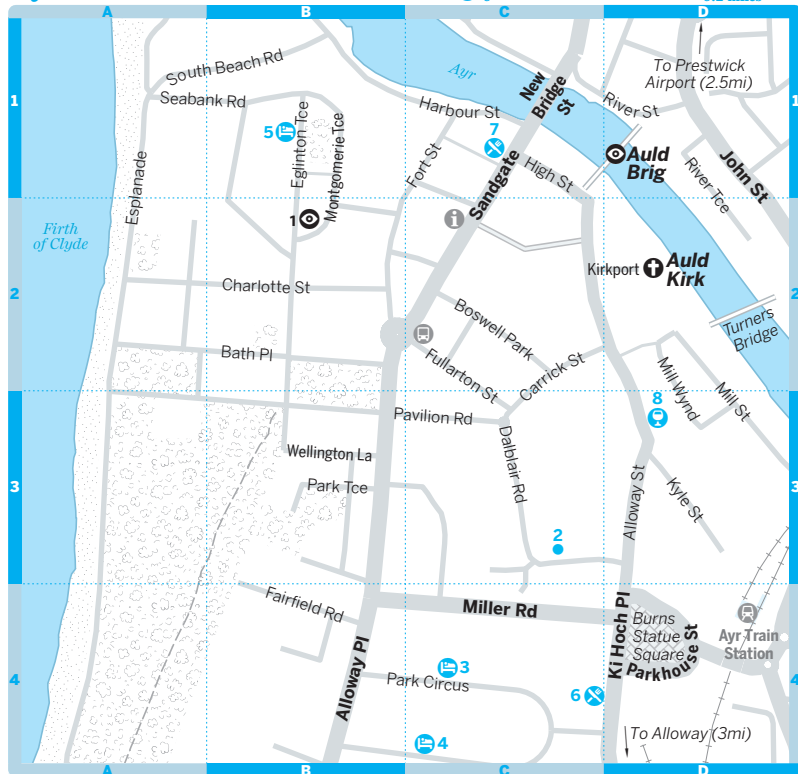 A
B
C
D
1
South Beach Rd
Seabank Rd
Ayr
New
Bridge
St
To Prestwick
Airport (2.5mi)
1
Harbour St
River St
5
Eglinton Tce
Montgomerie Tce
Fort St
7
Sandgate
High St
Auld
Brig
River Tce
John St
Esplanade
1
Firth
of Clyde
2
Kirkport
Auld
Kirk
2
Charlotte St
Boswell Park
Turners
Bridge
Bath Pl
Fullarton St
Carrick St
Mill Wynd
Mill St
8
Pavilion Rd
Wellington La
Dalblair Rd
3
Park Tce
Alloway St
Kyle St
3
2
Fairfield Rd
Miller Rd
Ki Hoch Pl
Burns
Statue
Square
Parkhouse St
Ayr Train
Station
4
Alloway Pl
3
Park Circus
6
4
4
To Alloway (3mi)
A
B
C
D